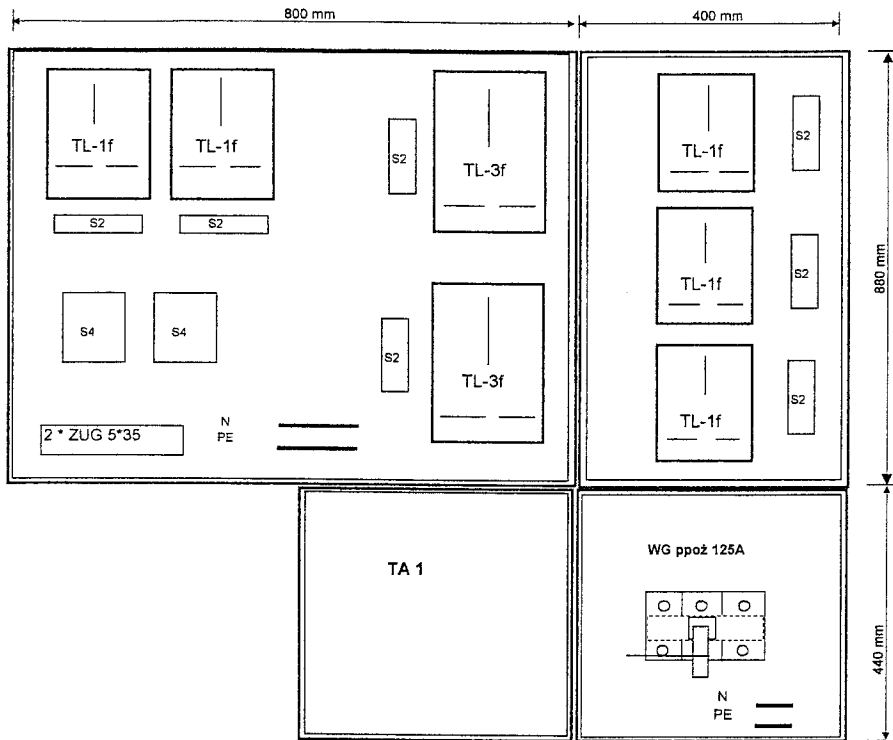 800 mm
400 mm
TL-1f
TL-1f
S2
TL-3f
TL-1f
S2
S2
S2
880 mm
TL-1f
S2
S4
S4
S2
TL-3f
S2
TL-1f
2 * ZUG 5*35
N
PE
TA 1
WG ppoż 125A
440 mm
N
PE